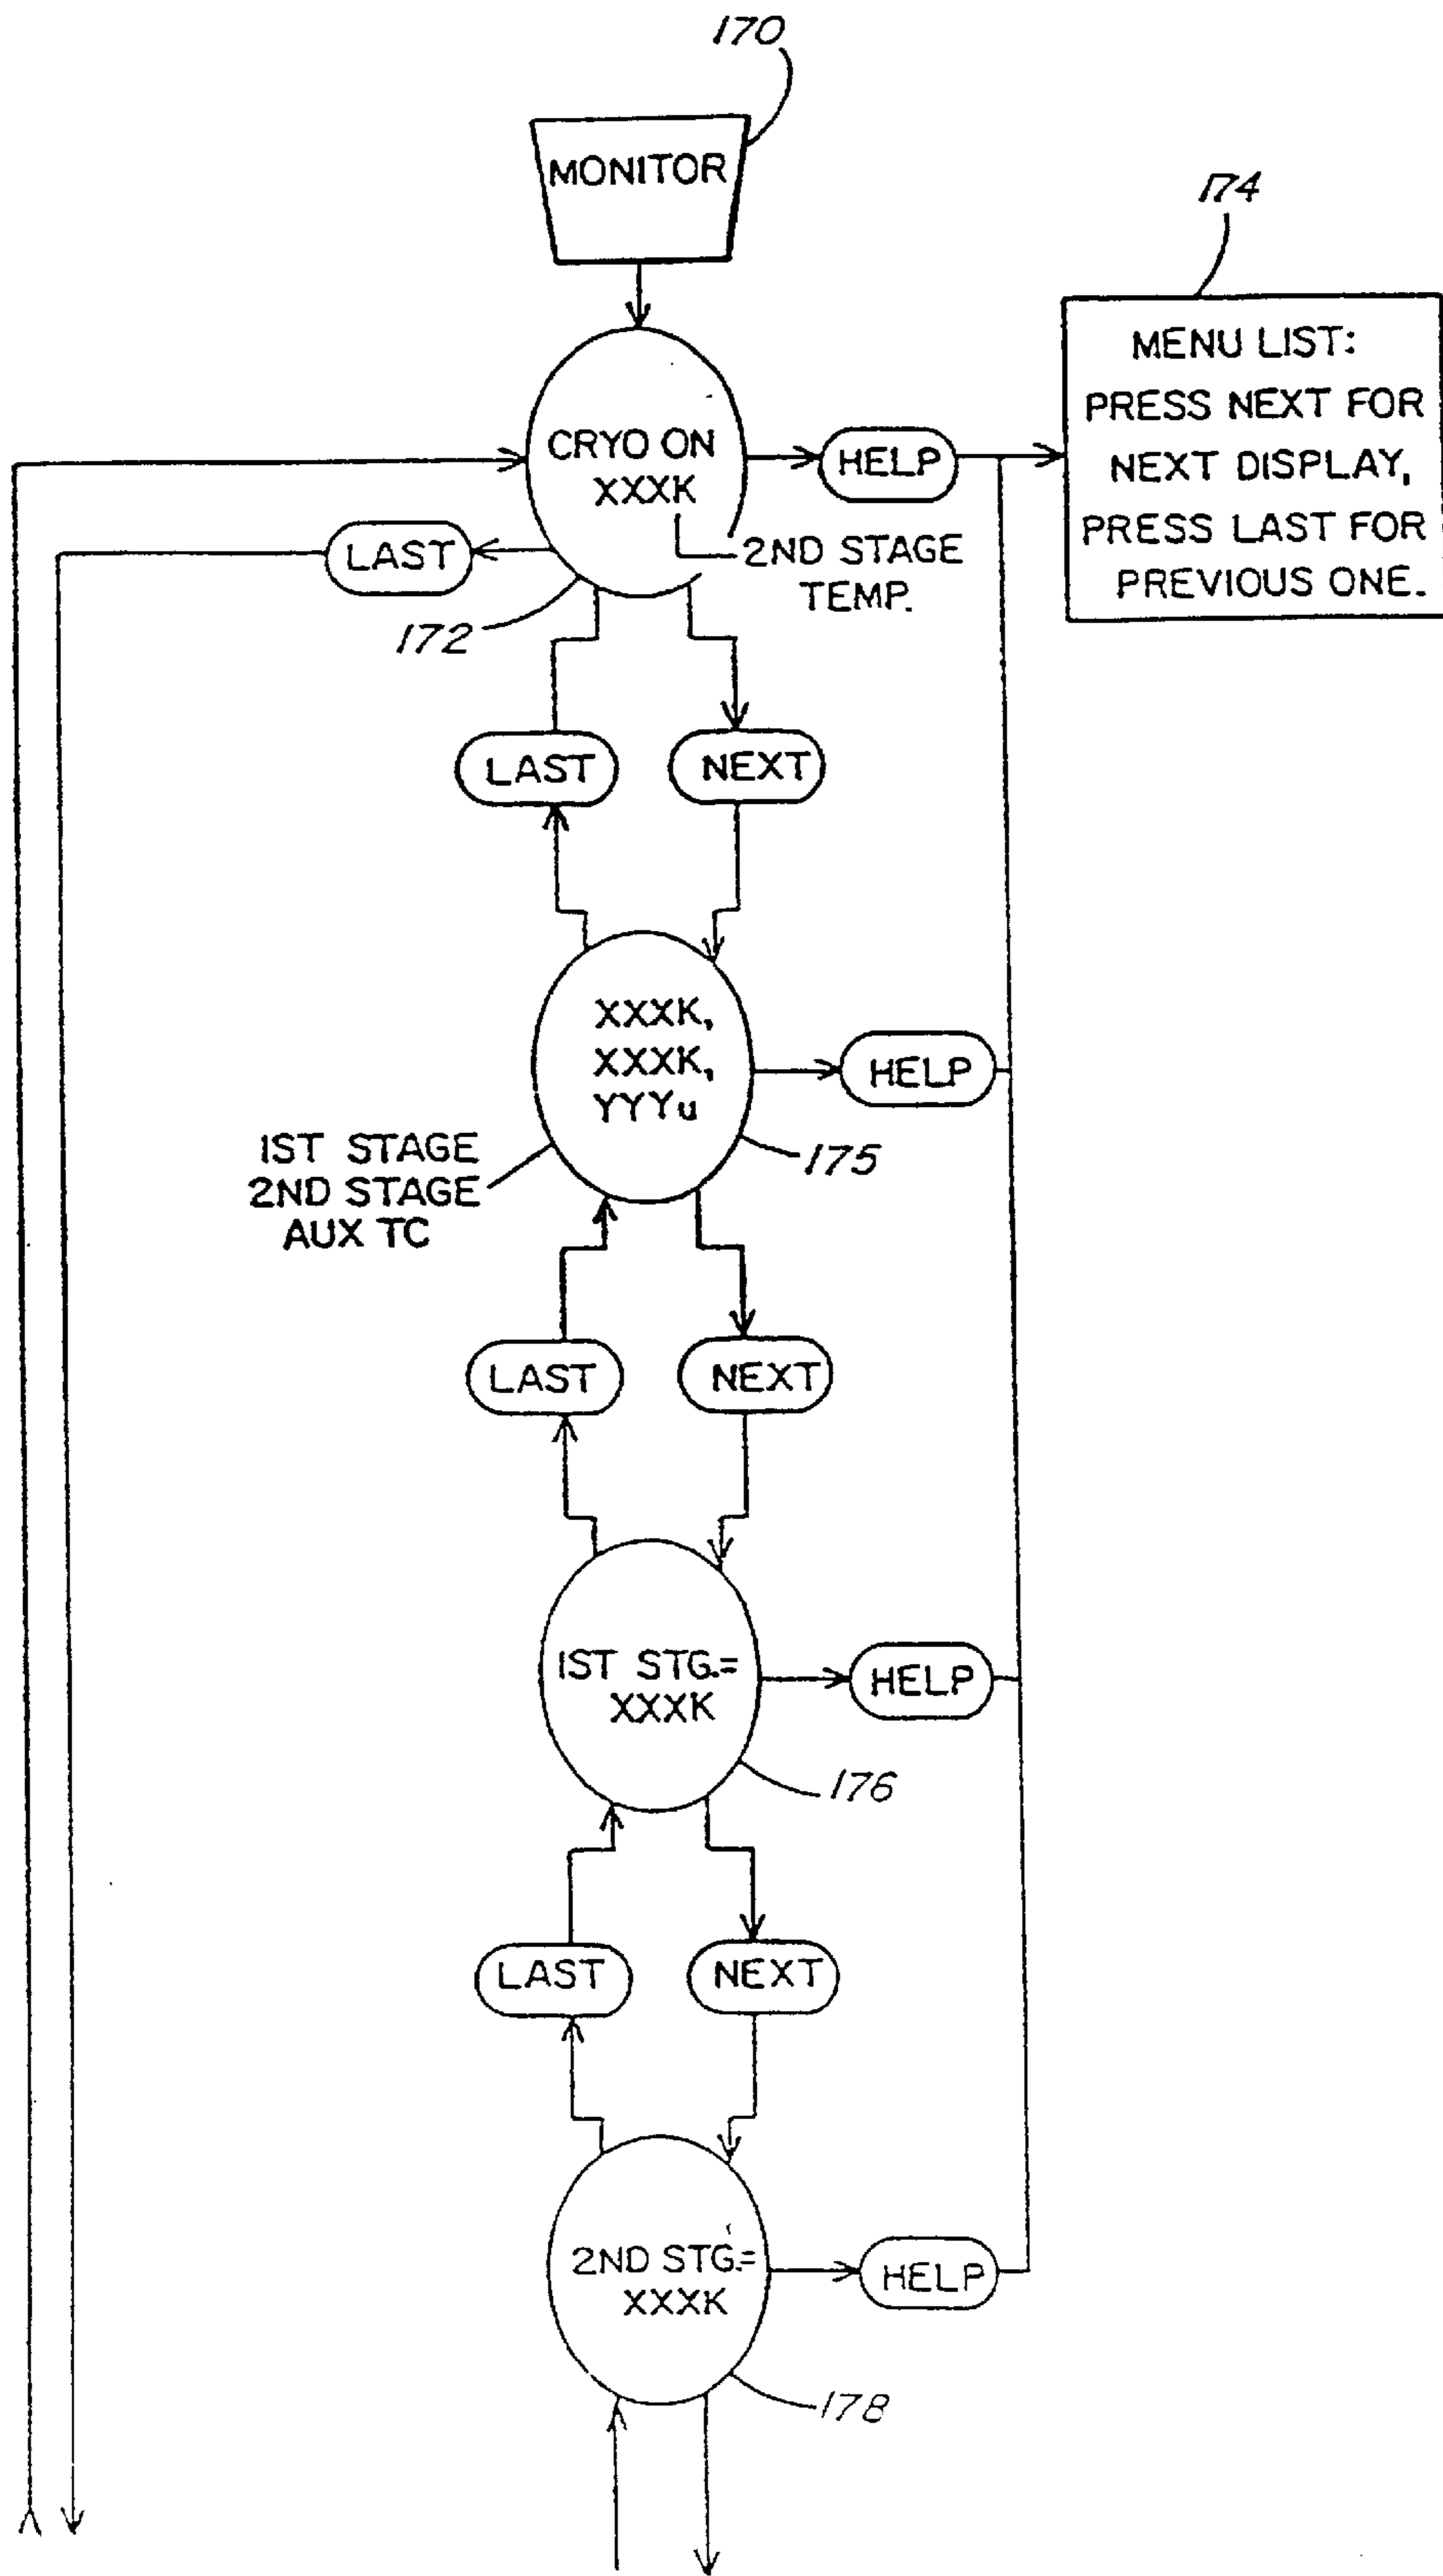 170
MONITOR
174
MENU LIST:
PRESS NEXT FOR
NEXT DISPLAY,
PRESS LAST FOR
PREVIOUS ONE.
CRYO ON
XXXK
HELP
LAST
2ND STAGE
TEMP.
172
LAST
NEXT
XXXK,
XXXK,
YYYu
HELP
1ST STAGE
2ND STAGE
AUX TC
175
LAST
NEXT
1ST STG.=
XXXK
HELP
176
LAST
NEXT
2ND STG.=
XXXK
HELP
178